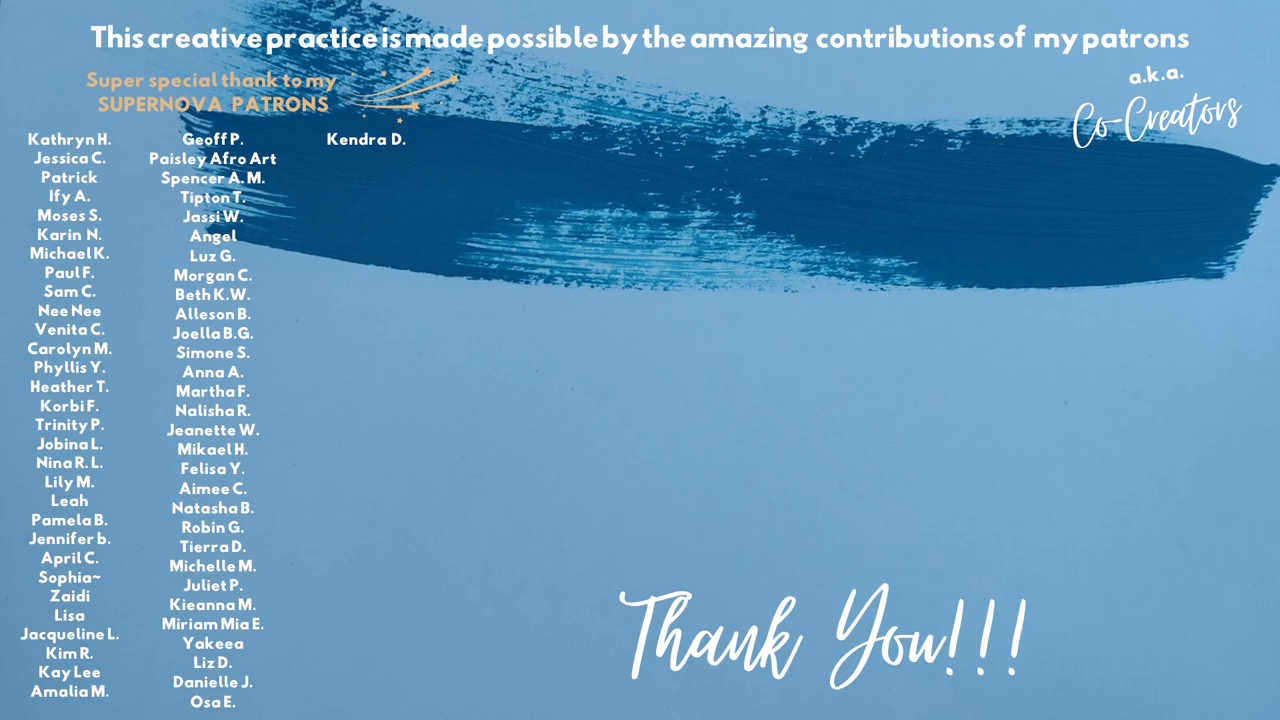 This creative practice is made possible by the amazing contributions of my patrons
a.k.a.
Co-Creators
Super special thank to my
SUPERNOVA PATRONS
Kathryn H.
Jessica C.
Patrick
Ify A.
Moses S.
Karin N.
Michael K.
Paul F.
Sam C.
Nee Nee
Venita C.
Carolyn M.
Phyllis Y.
Heather T.
Korbi F.
Trinity P.
Jobina L.
Nina R. L.
Lily M.
Leah
Pamela B.
Jennifer b.
April C.
Sophia~
Zaidi
Lisa
Jacqueline L.
Kim R.
Kay Lee
Amalia M.
Geoff P.
Paisley Afro Art
Spencer A. M.
Tipton T.
Jassi W.
Angel
Luz G.
Morgan C.
Beth K.W.
Alleson B.
Joella B.G.
Simone S.
Anna A.
Martha F.
Nalisha R.
Jeanette W.
Mikael H.
Felisa Y.
Aimee C.
Natasha B.
Robin G.
Tierra D.
Michelle M.
Juliet P.
Kieanna M.
Miriam Mia E.
Yakeea
Liz D.
Danielle J.
Osa E.
Kendra D.
Thank You!!!